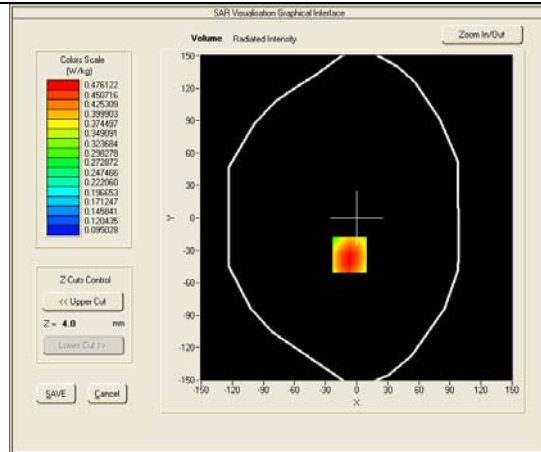 SAR Visualisation Graphical Interface
Volume Radiated Intensity
Zoom In/Out
Colors Scale
(W/kg)
0.476122
0.450716
0.425309
0.399903
0.374497
0.349091
0.323684
0.298278
0.272872
0.247466
0.222060
0.196653
0.171247
0.145841
0.120435
0.095028
Z-Cuts Control
<< Upper Cut
Z = 4.0 mm
Lower Cut >>
SAVE Cancel
150
120
90
60
30
0
-30
-60
-90
-120
-150
Y
-150 -120 -90 -60 -30 0 30 60 90 120 150
X